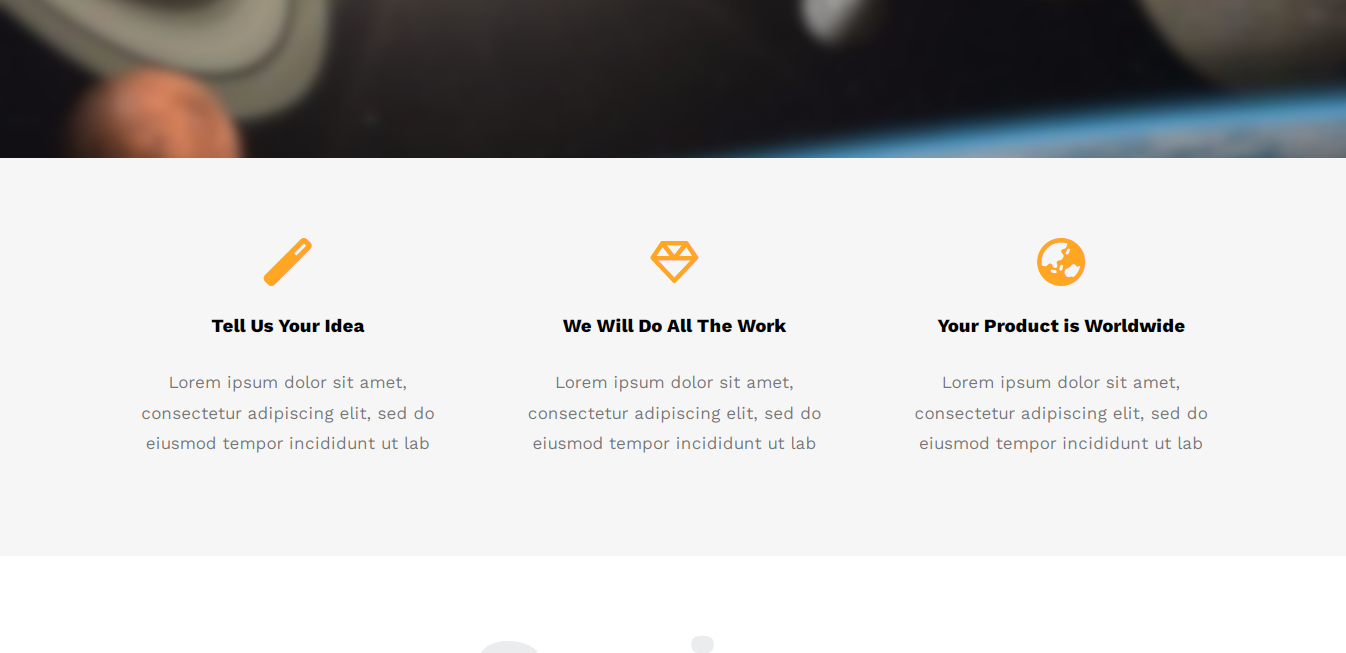 Tell Us Your Idea
Lorem ipsum dolor sit amet,
consectetur adipiscing elit, sed do
eiusmod tempor incididunt ut lab
We Will Do All The Work
Lorem ipsum dolor sit amet,
consectetur adipiscing elit, sed do
eiusmod tempor incididunt ut lab
Your Product is Worldwide
Lorem ipsum dolor sit amet,
consectetur adipiscing elit, sed do
eiusmod tempor incididunt ut lab